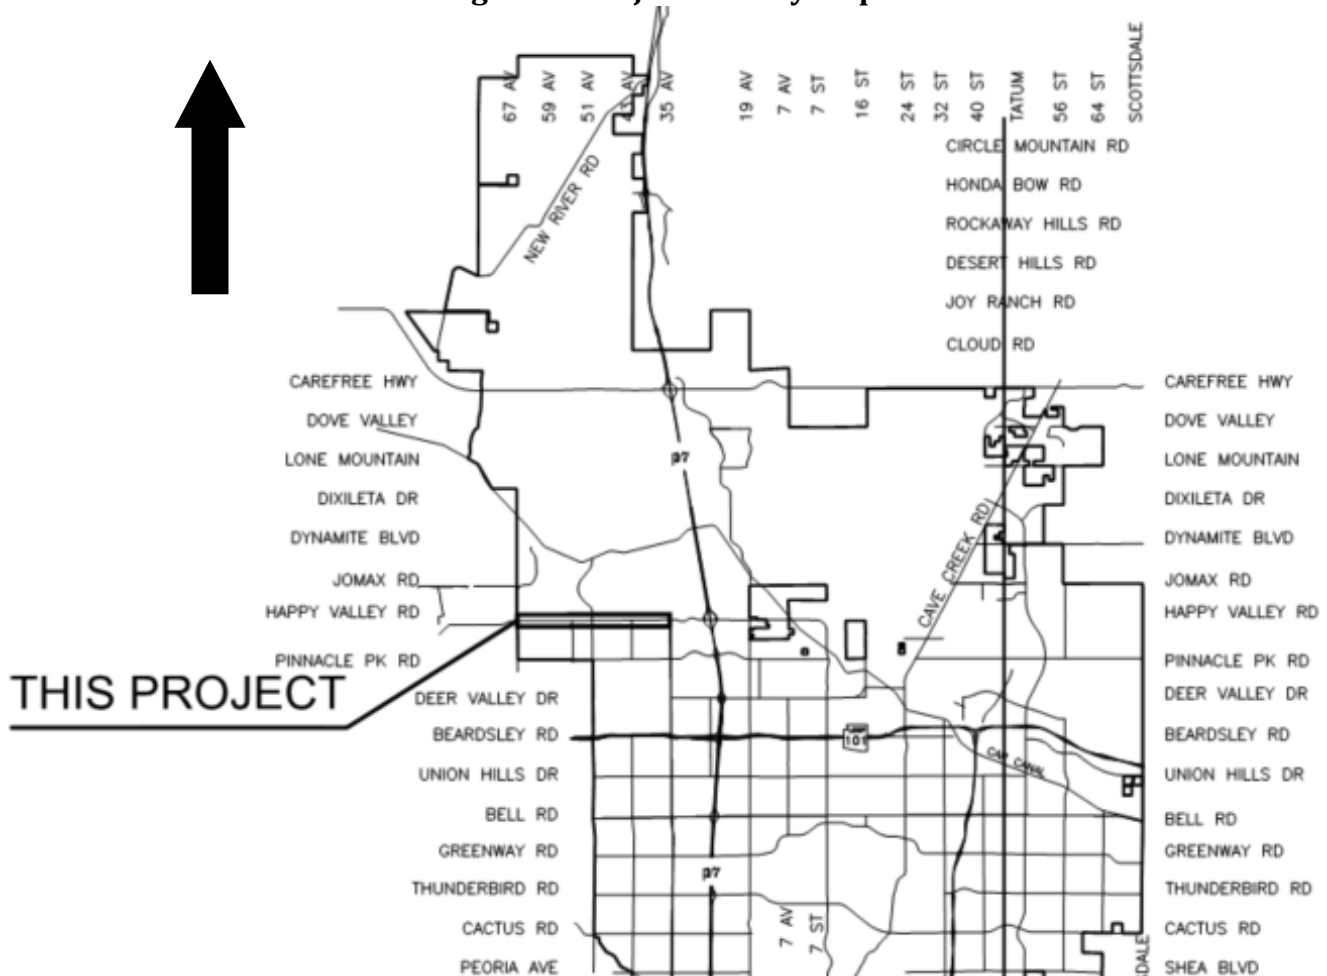 67 AV
59 AV
51 AV
43 AV
35 AV
19 AV
7 AV
7 ST
16 ST
24 ST
32 ST
40 ST
TATUM
56 ST
64 ST
SCOTTSDALE
CIRCLE MOUNTAIN RD
HONDA BOW RD
ROCKAWAY HILLS RD
DESERT HILLS RD
JOY RANCH RD
CLOUD RD
NEW RIVER RD
CAREFREE HWY
DOVE VALLEY
LONE MOUNTAIN
DIXILETA DR
DYNAMITE BLVD
JOMAX RD
HAPPY VALLEY RD
PINNACLE PK RD
THIS PROJECT
DEER VALLEY DR
BEARDSLEY RD
UNION HILLS DR
BELL RD
GREENWAY RD
THUNDERBIRD RD
CACTUS RD
PEORIA AVE
CAVE CREEK RD
101
CAP CANAL
7 AV
7 ST
CAREFREE HWY
DOVE VALLEY
LONE MOUNTAIN
DIXILETA DR
DYNAMITE BLVD
JOMAX RD
HAPPY VALLEY RD
PINNACLE PK RD
DEER VALLEY DR
BEARDSLEY RD
UNION HILLS DR
BELL RD
GREENWAY RD
THUNDERBIRD RD
CACTUS RD
SHEA BLVD